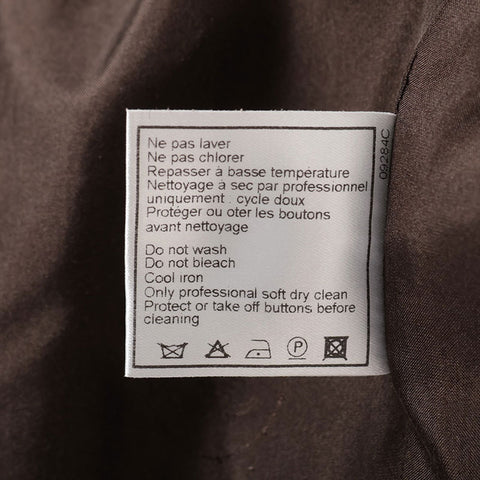 Ne pas laver
Ne pas chlorer
Repasser à basse température
Nettoyage à sec par professionnel
uniquement . cycle doux
Protéger ou oter les boutons
avant nettoyage
Do not wash
Do not bleach
Cool iron
Only professional soft dry clean
Protect or take off buttons before
cleaning
P
09284C